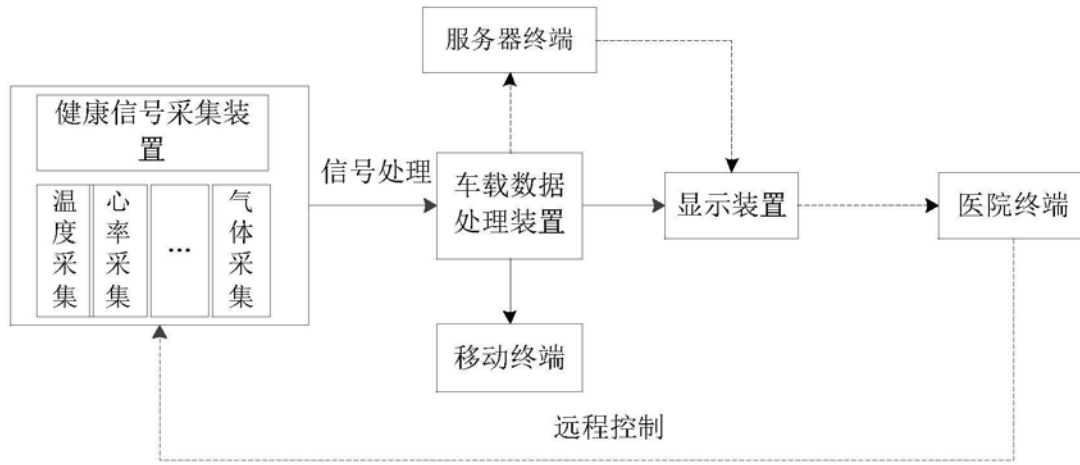 服务器终端
健康信号采集装
置
信号处理
车载数据
处理装置
显示装置
医院终端
温度采集
心率采集
...
气体采集
移动终端
远程控制